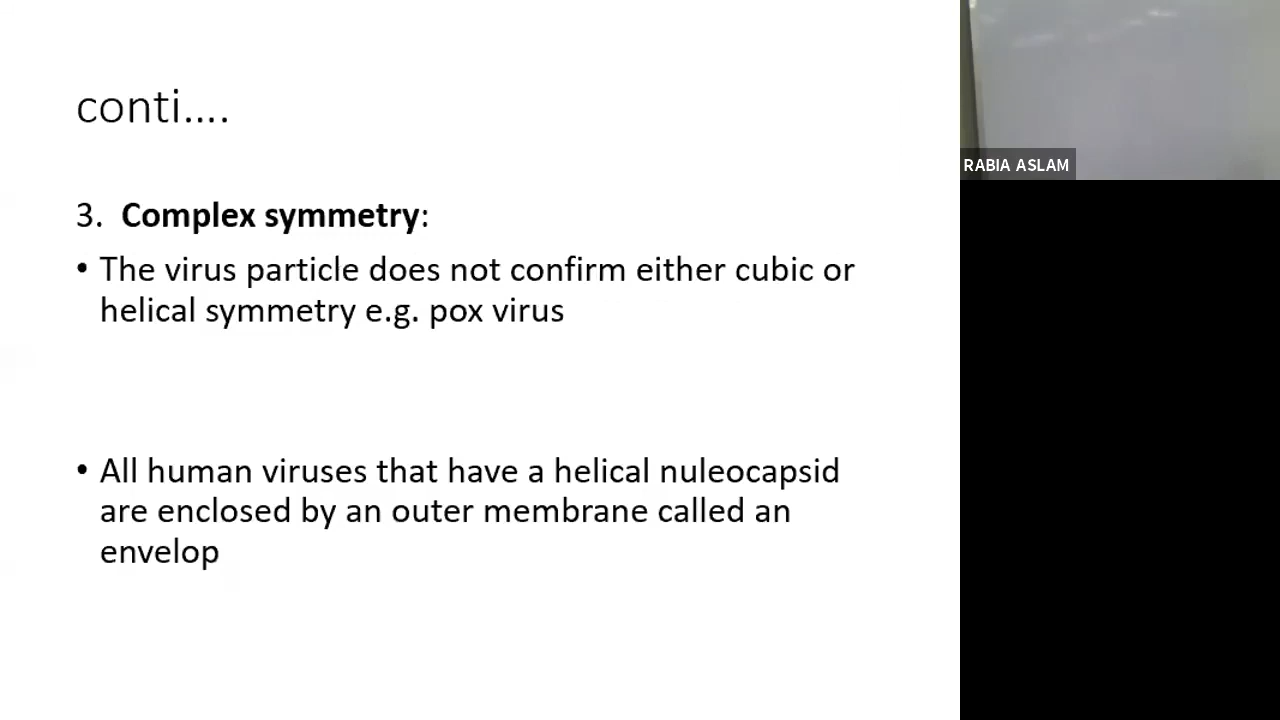 conti....
RABIA ASLAM
3. Complex symmetry:
• The virus particle does not confirm either cubic or
helical symmetry e.g. pox virus
• All human viruses that have a helical nuleocapsid
are enclosed by an outer membrane called an
envelop